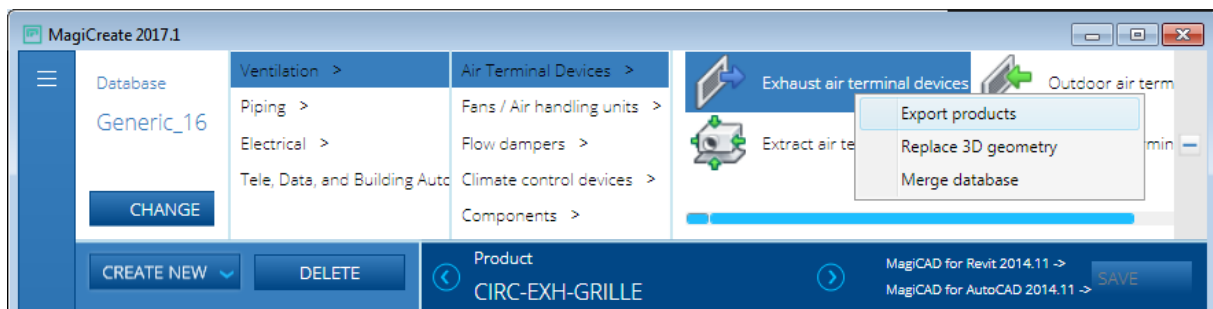 MagiCreate 2017.1
Database
Generic_16
CHANGE
Ventilation >
Piping >
Electrical >
Tele, Data, and Building Auto
Air Terminal Devices >
Fans / Air handling units >
Flow dampers >
Climate control devices >
Components >
Exhaust air terminal devices
Outdoor air term
Extract air te
Export products
Replace 3D geometry
Merge database
CREATE NEW
DELETE
Product
CIRC-EXH-GRILLE
MagiCAD for Revit 2014.11 ->
MagiCAD for AutoCAD 2014.11 ->
SAVE